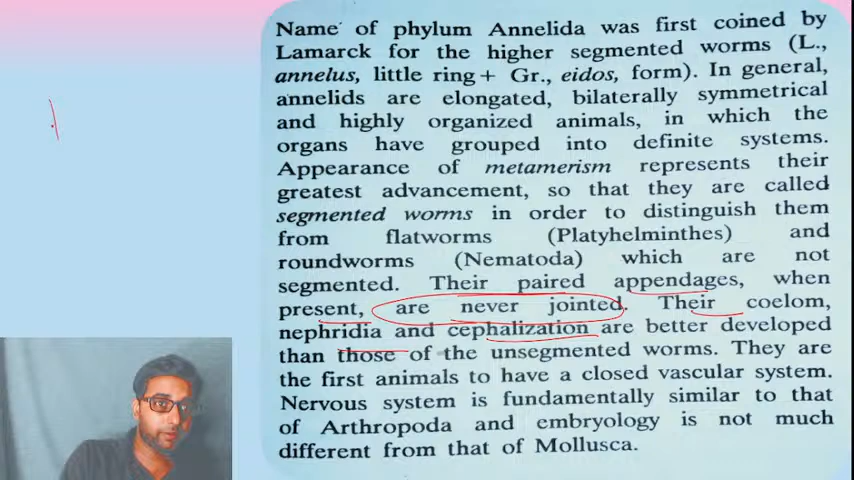 Name of phylum Annelida was first coined by
Lamarck for the higher segmented worms (L.,
annelus, little ring + Gr., eidos, form). In general,
annelids are elongated, bilaterally symmetrical
and highly organized animals, in which the
organs have grouped into definite systems.
Appearance of metamerism represents their
greatest advancement, so that they are called
segmented worms in order to distinguish them
from flatworms (Platyhelminthes) and
roundworms (Nematoda) which are not
segmented. Their paired appendages, when
present, are never jointed. Their coelom,
nephridia and cephalization are better developed
than those of the unsegmented worms. They are
the first animals to have a closed vascular system.
Nervous system is fundamentally similar to that
of Arthropoda and embryology is not much
different from that of Mollusca.